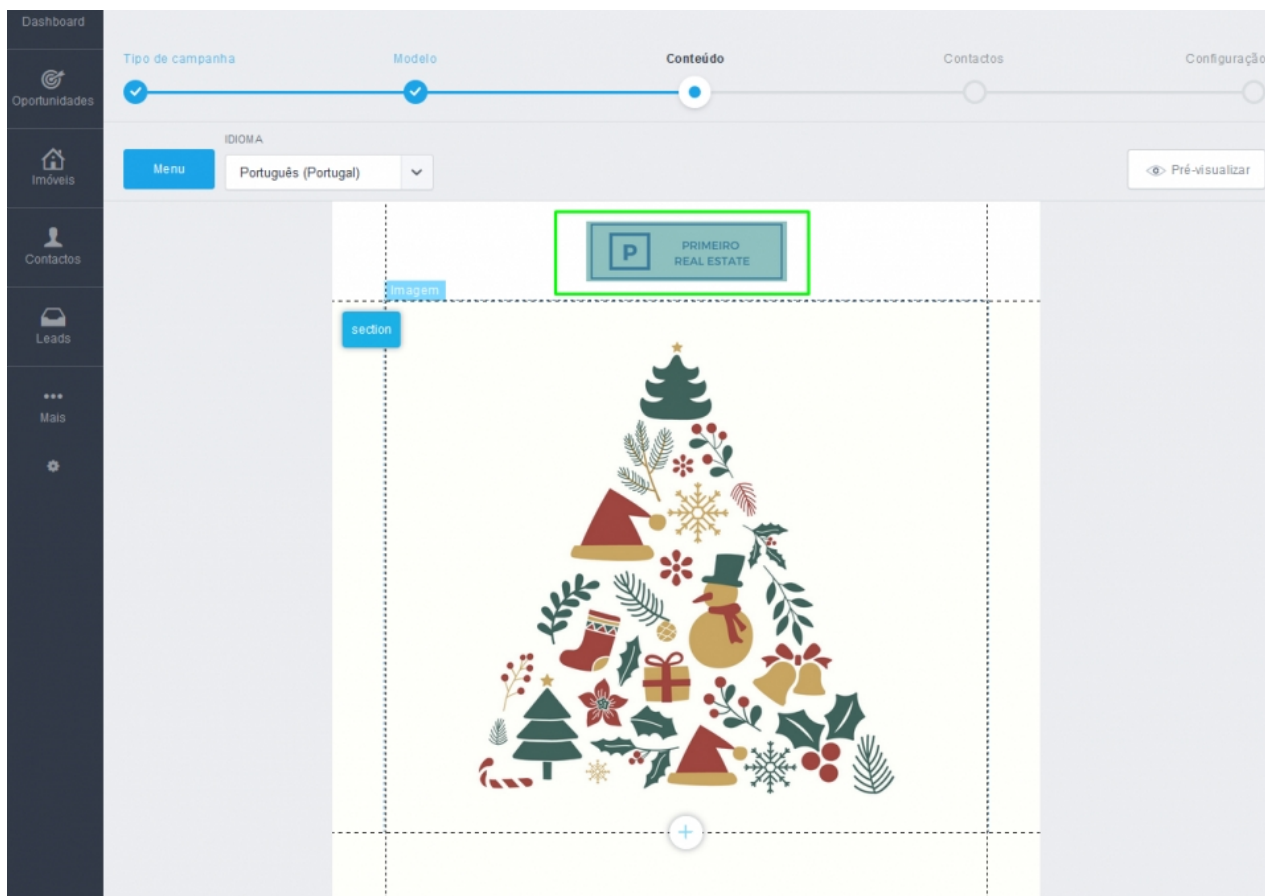 Dashboard
Oportunidades
Imóveis
Contactos
Leads
Mais
Tipo de campanha
Modelo
Conteúdo
Contactos
Configuração
IDIOMA
Menu
Português (Portugal)
Pré-visualizar
P
PRIMEIRO
REAL ESTATE
Imagem
section